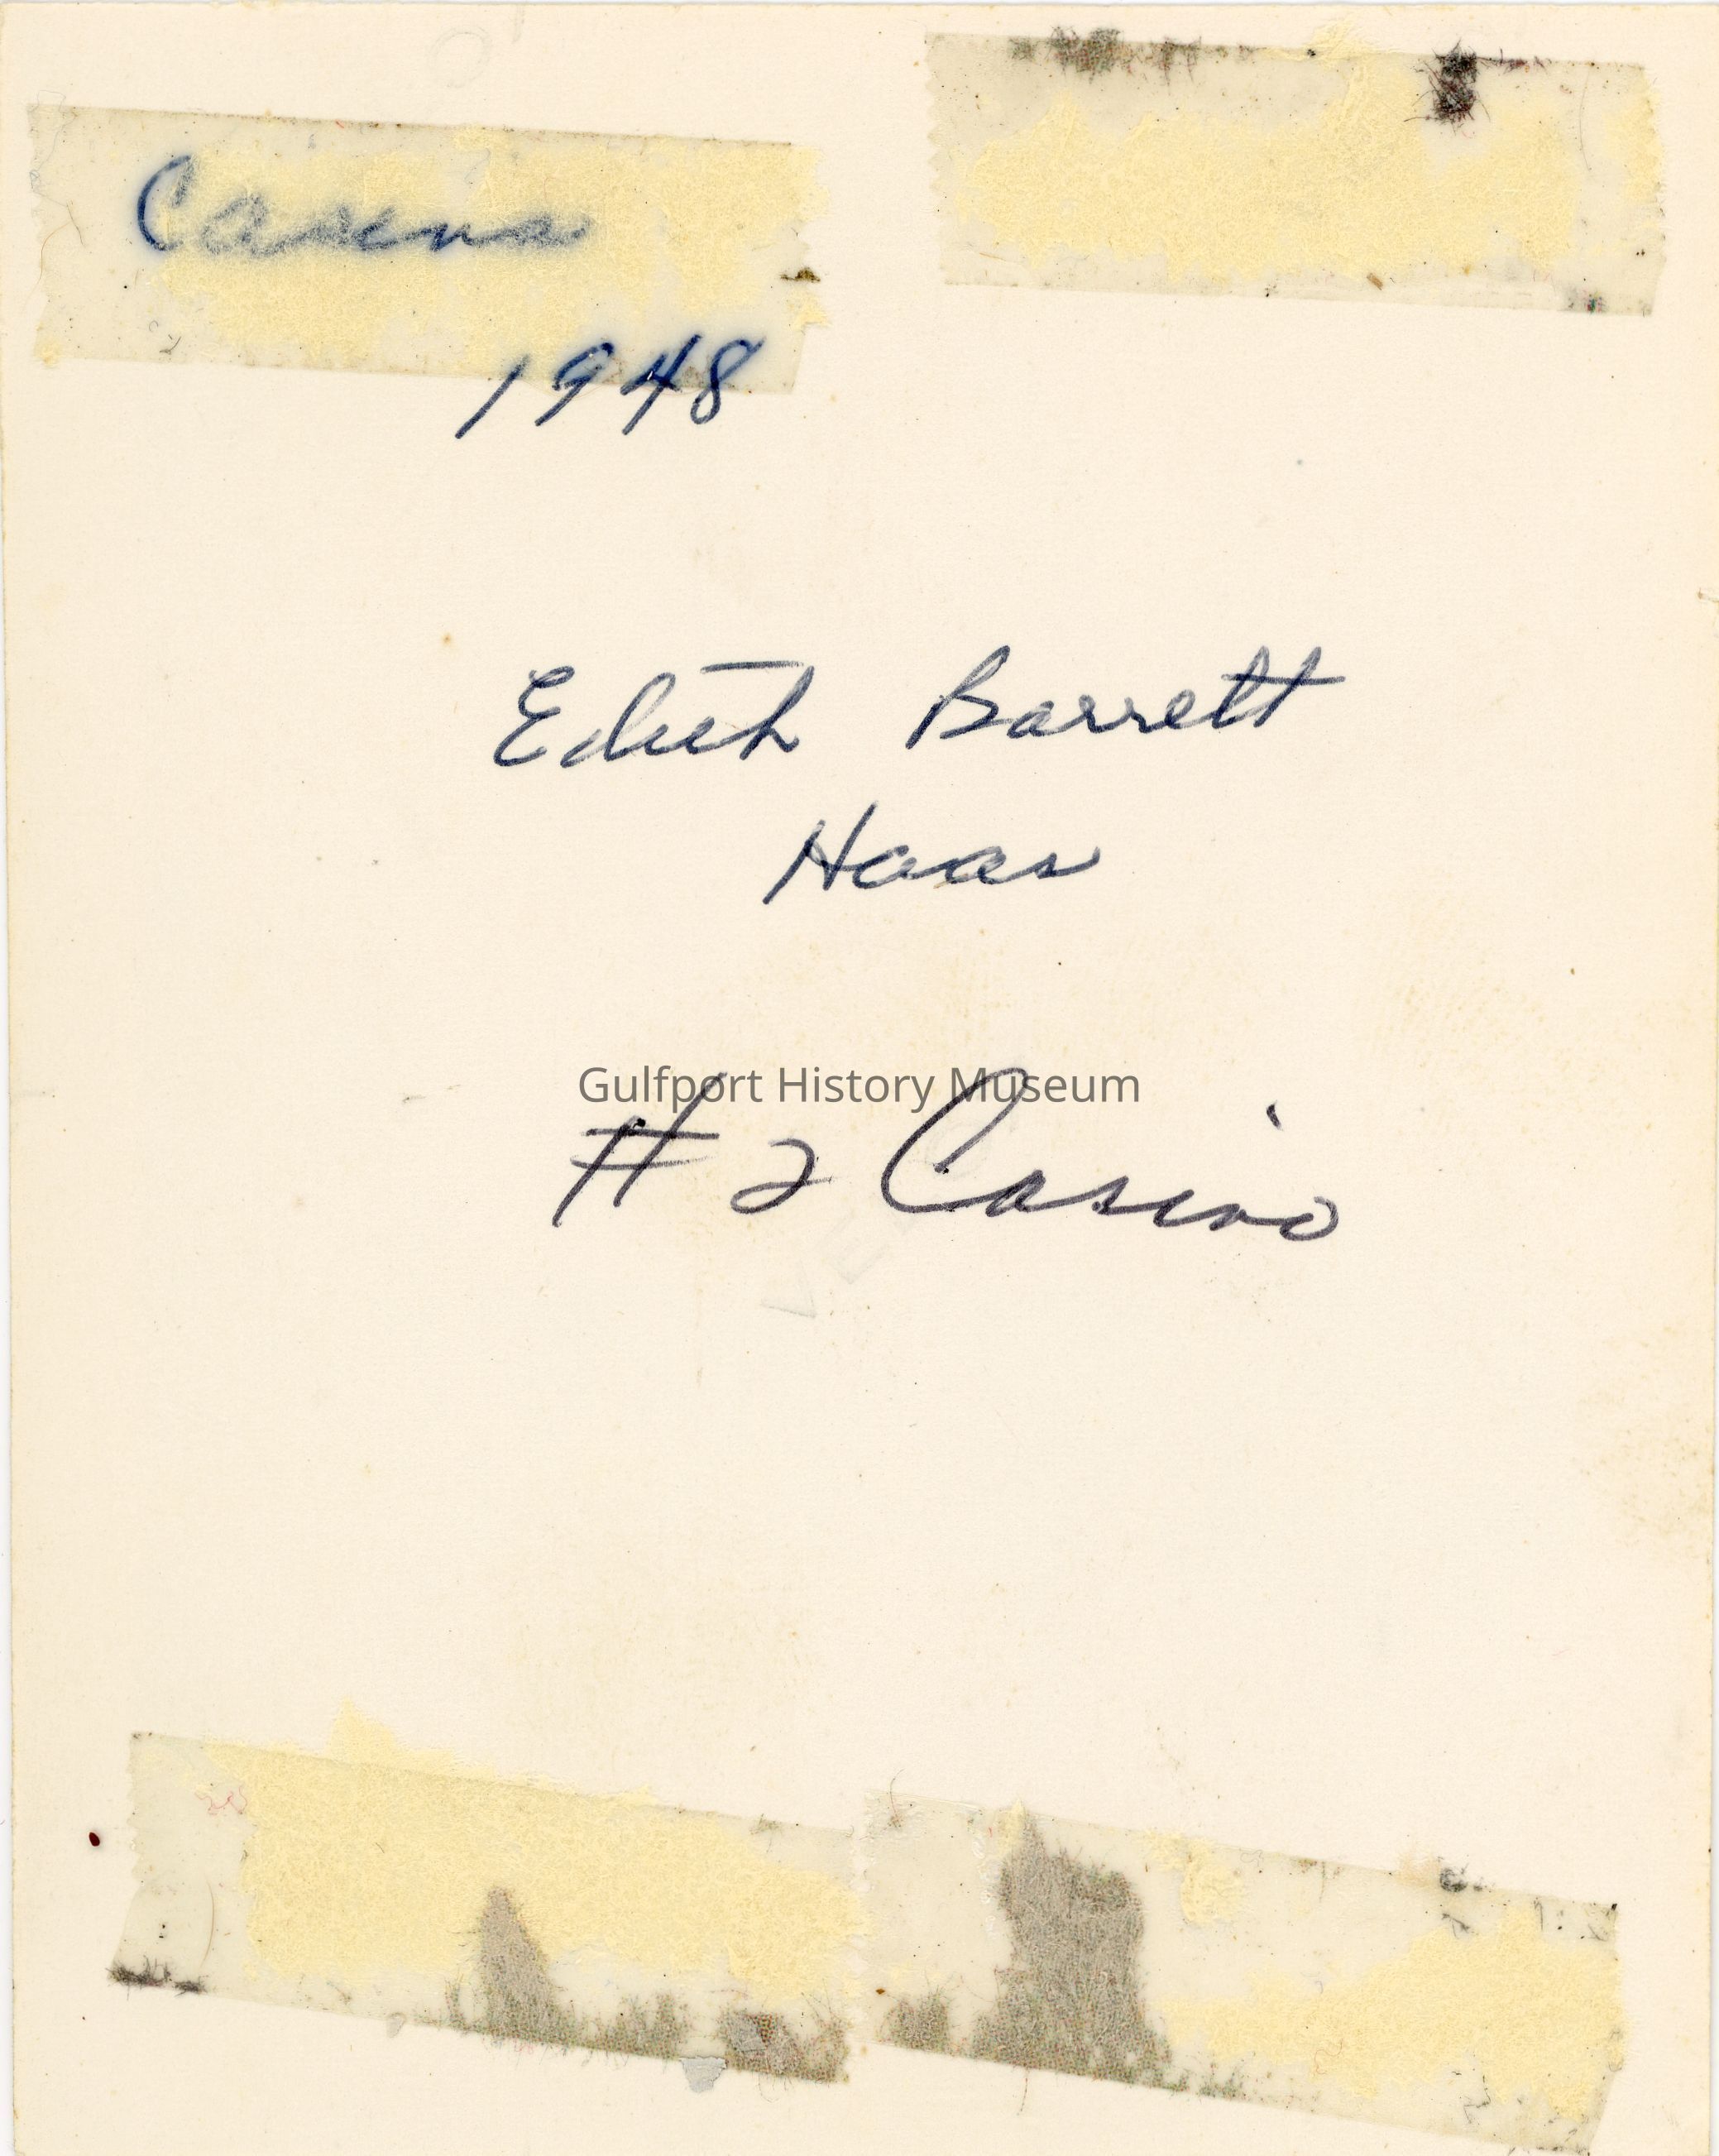 Casino
1948
Edith Barrett
Haas
Gulfport History Museum
# 2 Casino